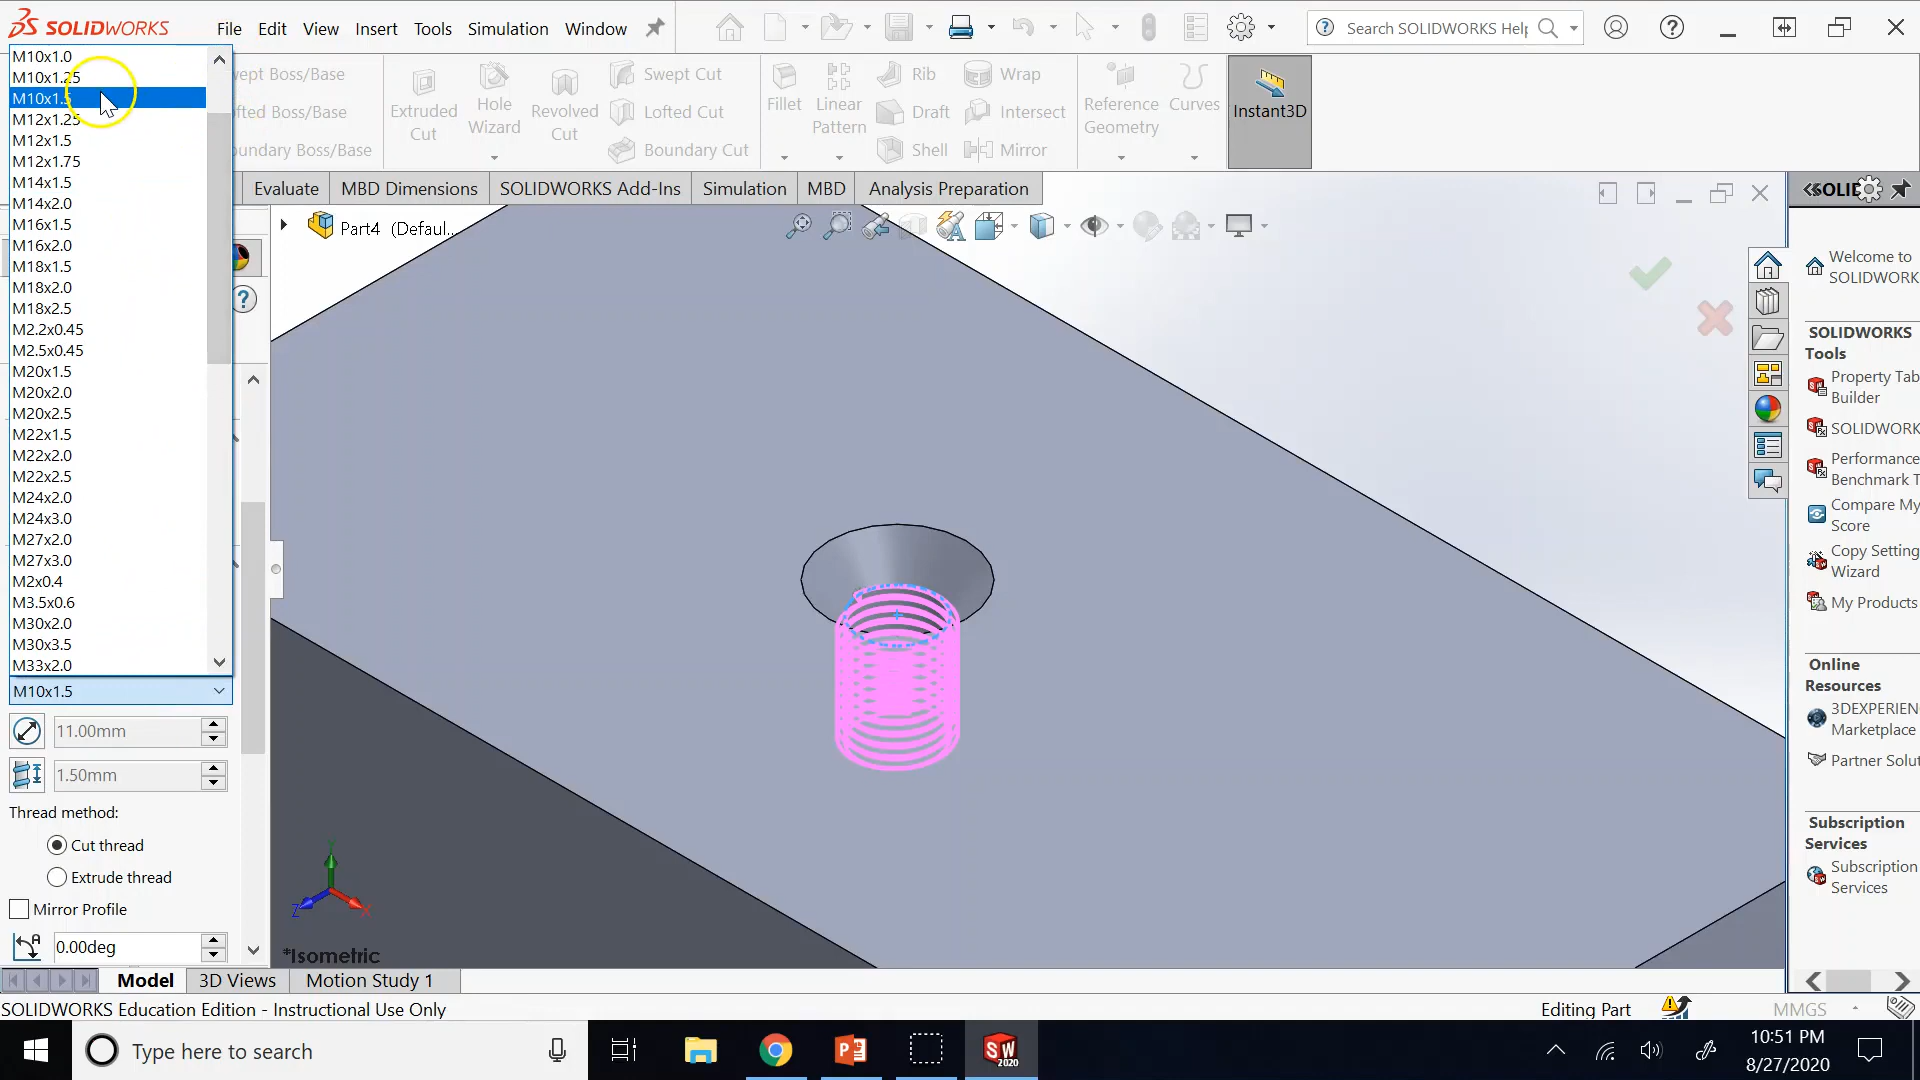 SOLIDWORKS
File Edit View Insert Tools Simulation Window
Search SOLIDWORKS Help
M10x1.0
M10x1.25
M10x1.5
M12x1.25
M12x1.5
M12x1.75
M14x1.5
M14x2.0
M16x1.5
M16x2.0
M18x1.5
M18x2.0
M18x2.5
M2.2x0.45
M2.5x0.45
M20x1.5
M20x2.0
M20x2.5
M22x1.5
M22x2.0
M22x2.5
M24x2.0
M24x3.0
M27x2.0
M27x3.0
M2x0.4
M3.5x0.6
M30x2.0
M30x3.5
M33x2.0
M10x1.5
11.00mm
1.50mm
Thread method:
Cut thread
Extrude thread
Mirror Profile
0.00deg
wept Boss/Base
ofted Boss/Base
oundary Boss/Base
Extruded
Cut
Hole
Wizard
Revolved
Cut
Swept Cut
Lofted Cut
Boundary Cut
Fillet
Linear
Pattern
Rib
Draft
Shell
Wrap
Intersect
Mirror
Reference
Geometry
Curves
Instant3D
Evaluate MBD Dimensions SOLIDWORKS Add-Ins Simulation MBD Analysis Preparation
Part4 (Defaul...
*Isometric
SOLID
Welcome to
SOLIDWORK
SOLIDWORKS
Tools
Property Tab
Builder
SOLIDWORK
Performance
Benchmark T
Compare My
Score
Copy Setting
Wizard
My Products
Online
Resources
3DEXPERIEN
Marketplace
Partner Solut
Subscription
Services
Subscription
Services
Model 3D Views Motion Study 1
SOLIDWORKS Education Edition - Instructional Use Only
Editing Part
MMGS
Type here to search
SW
2020
10:51 PM
8/27/2020